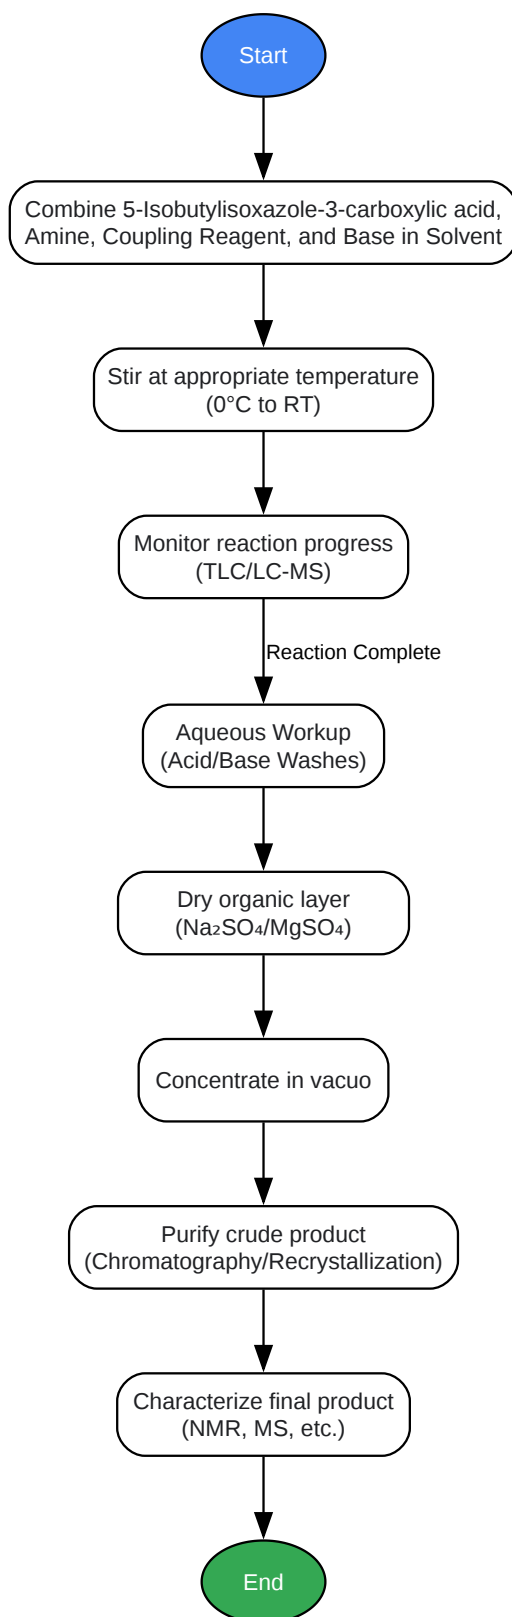 Start
Combine 5-Isobutylisoxazole-3-carboxylic acid,
Amine, Coupling Reagent, and Base in Solvent
Stir at appropriate temperature
(0°C to RT)
Monitor reaction progress
(TLC/LC-MS)
Reaction Complete
Aqueous Workup
(Acid/Base Washes)
Dry organic layer
(Na₂SO₄/MgSO₄)
Concentrate in vacuo
Purify crude product
(Chromatography/Recrystallization)
Characterize final product
(NMR, MS, etc.)
End